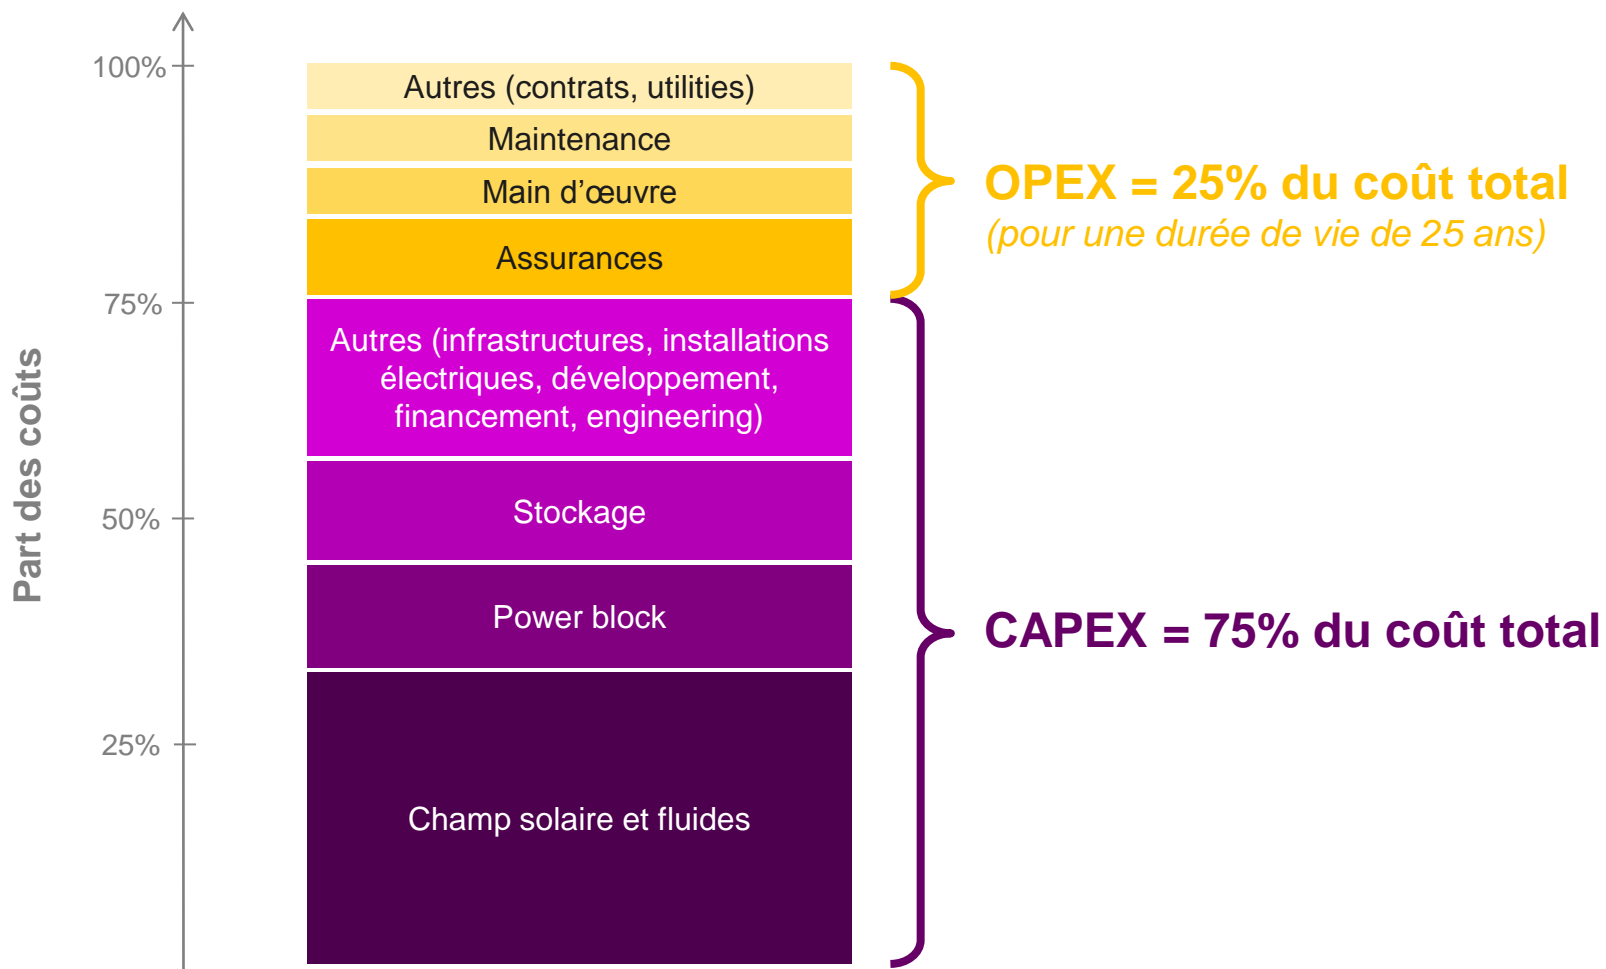 100%
75%
50%
25%
Part des coûts
Autres (contrats, utilities)
Maintenance
Main d’œuvre
Assurances
Autres (infrastructures, installations
électriques, développement,
financement, engineering)
Stockage
Power block
Champ solaire et fluides
OPEX = 25% du coût total
(pour une durée de vie de 25 ans)
CAPEX = 75% du coût total